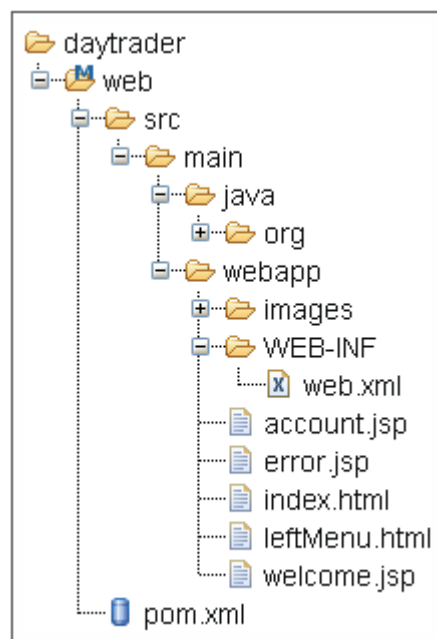 daytrader
M web
src
main
java
org
webapp
images
WEB-INF
X web.xml
account.jsp
error.jsp
index.html
leftMenu.html
welcome.jsp
pom.xml